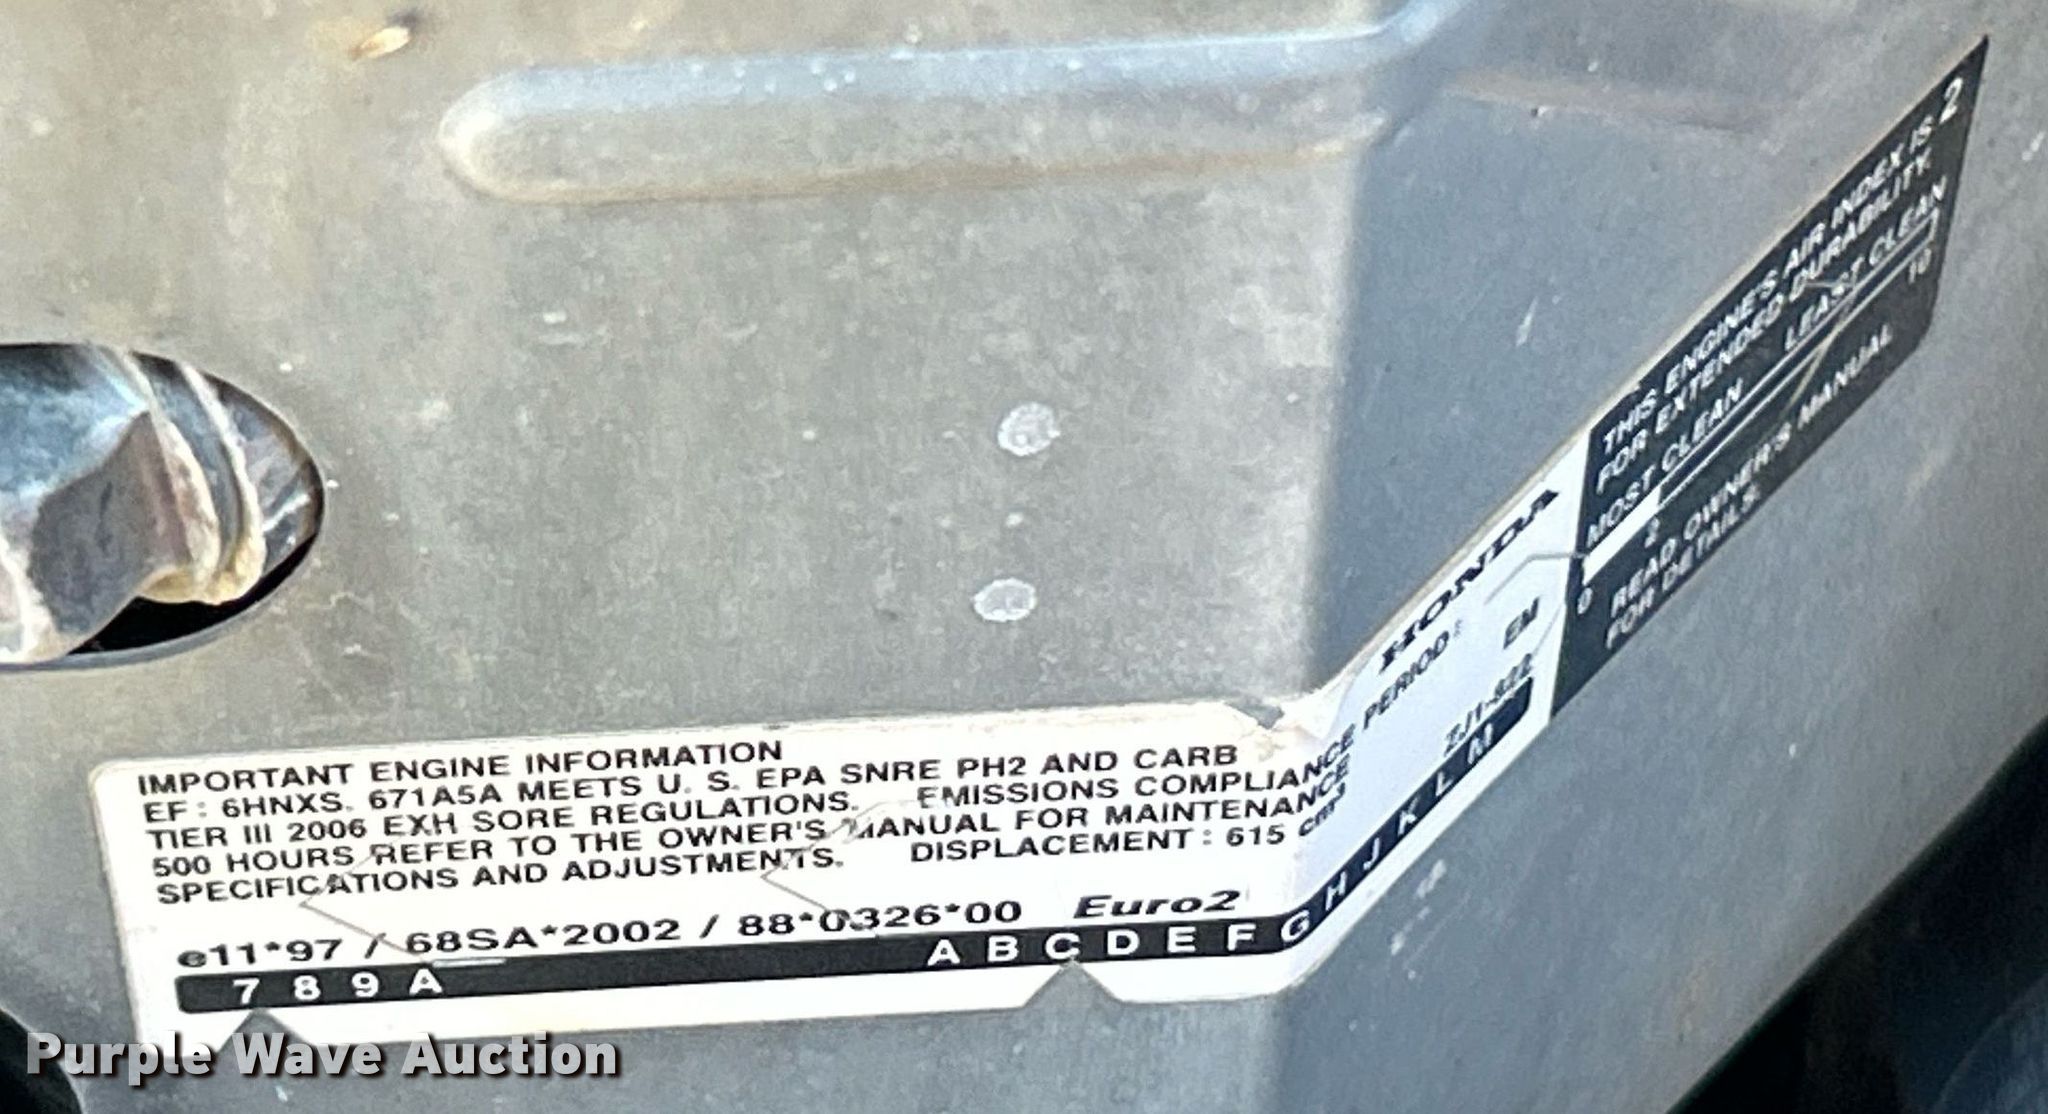 IMPORTANT ENGINE INFORMATION
EF : 6HNXS. 671A5A MEETS U. S. EPA SNRE PH2 AND CARB
TIER III 2006 EXH SORE REGULATIONS. EMISSIONS COMPLIANCE PERIOD : EM
500 HOURS REFER TO THE OWNER'S MANUAL FOR MAINTENANCE
SPECIFICATIONS AND ADJUSTMENTS. DISPLACEMENT : 615 cm³
HONDA
e11*97 / 68SA*2002 / 88*0326*00 Euro2
ZJ1-822
7 8 9 A A B C D E F G H J K L M
THIS ENGINE'S AIR INDEX IS 2
FOR EXTENDED DURABILITY.
MOST CLEAN LEAST CLEAN
0 2 10
READ OWNER'S MANUAL
FOR DETAILS.
Purple Wave Auction